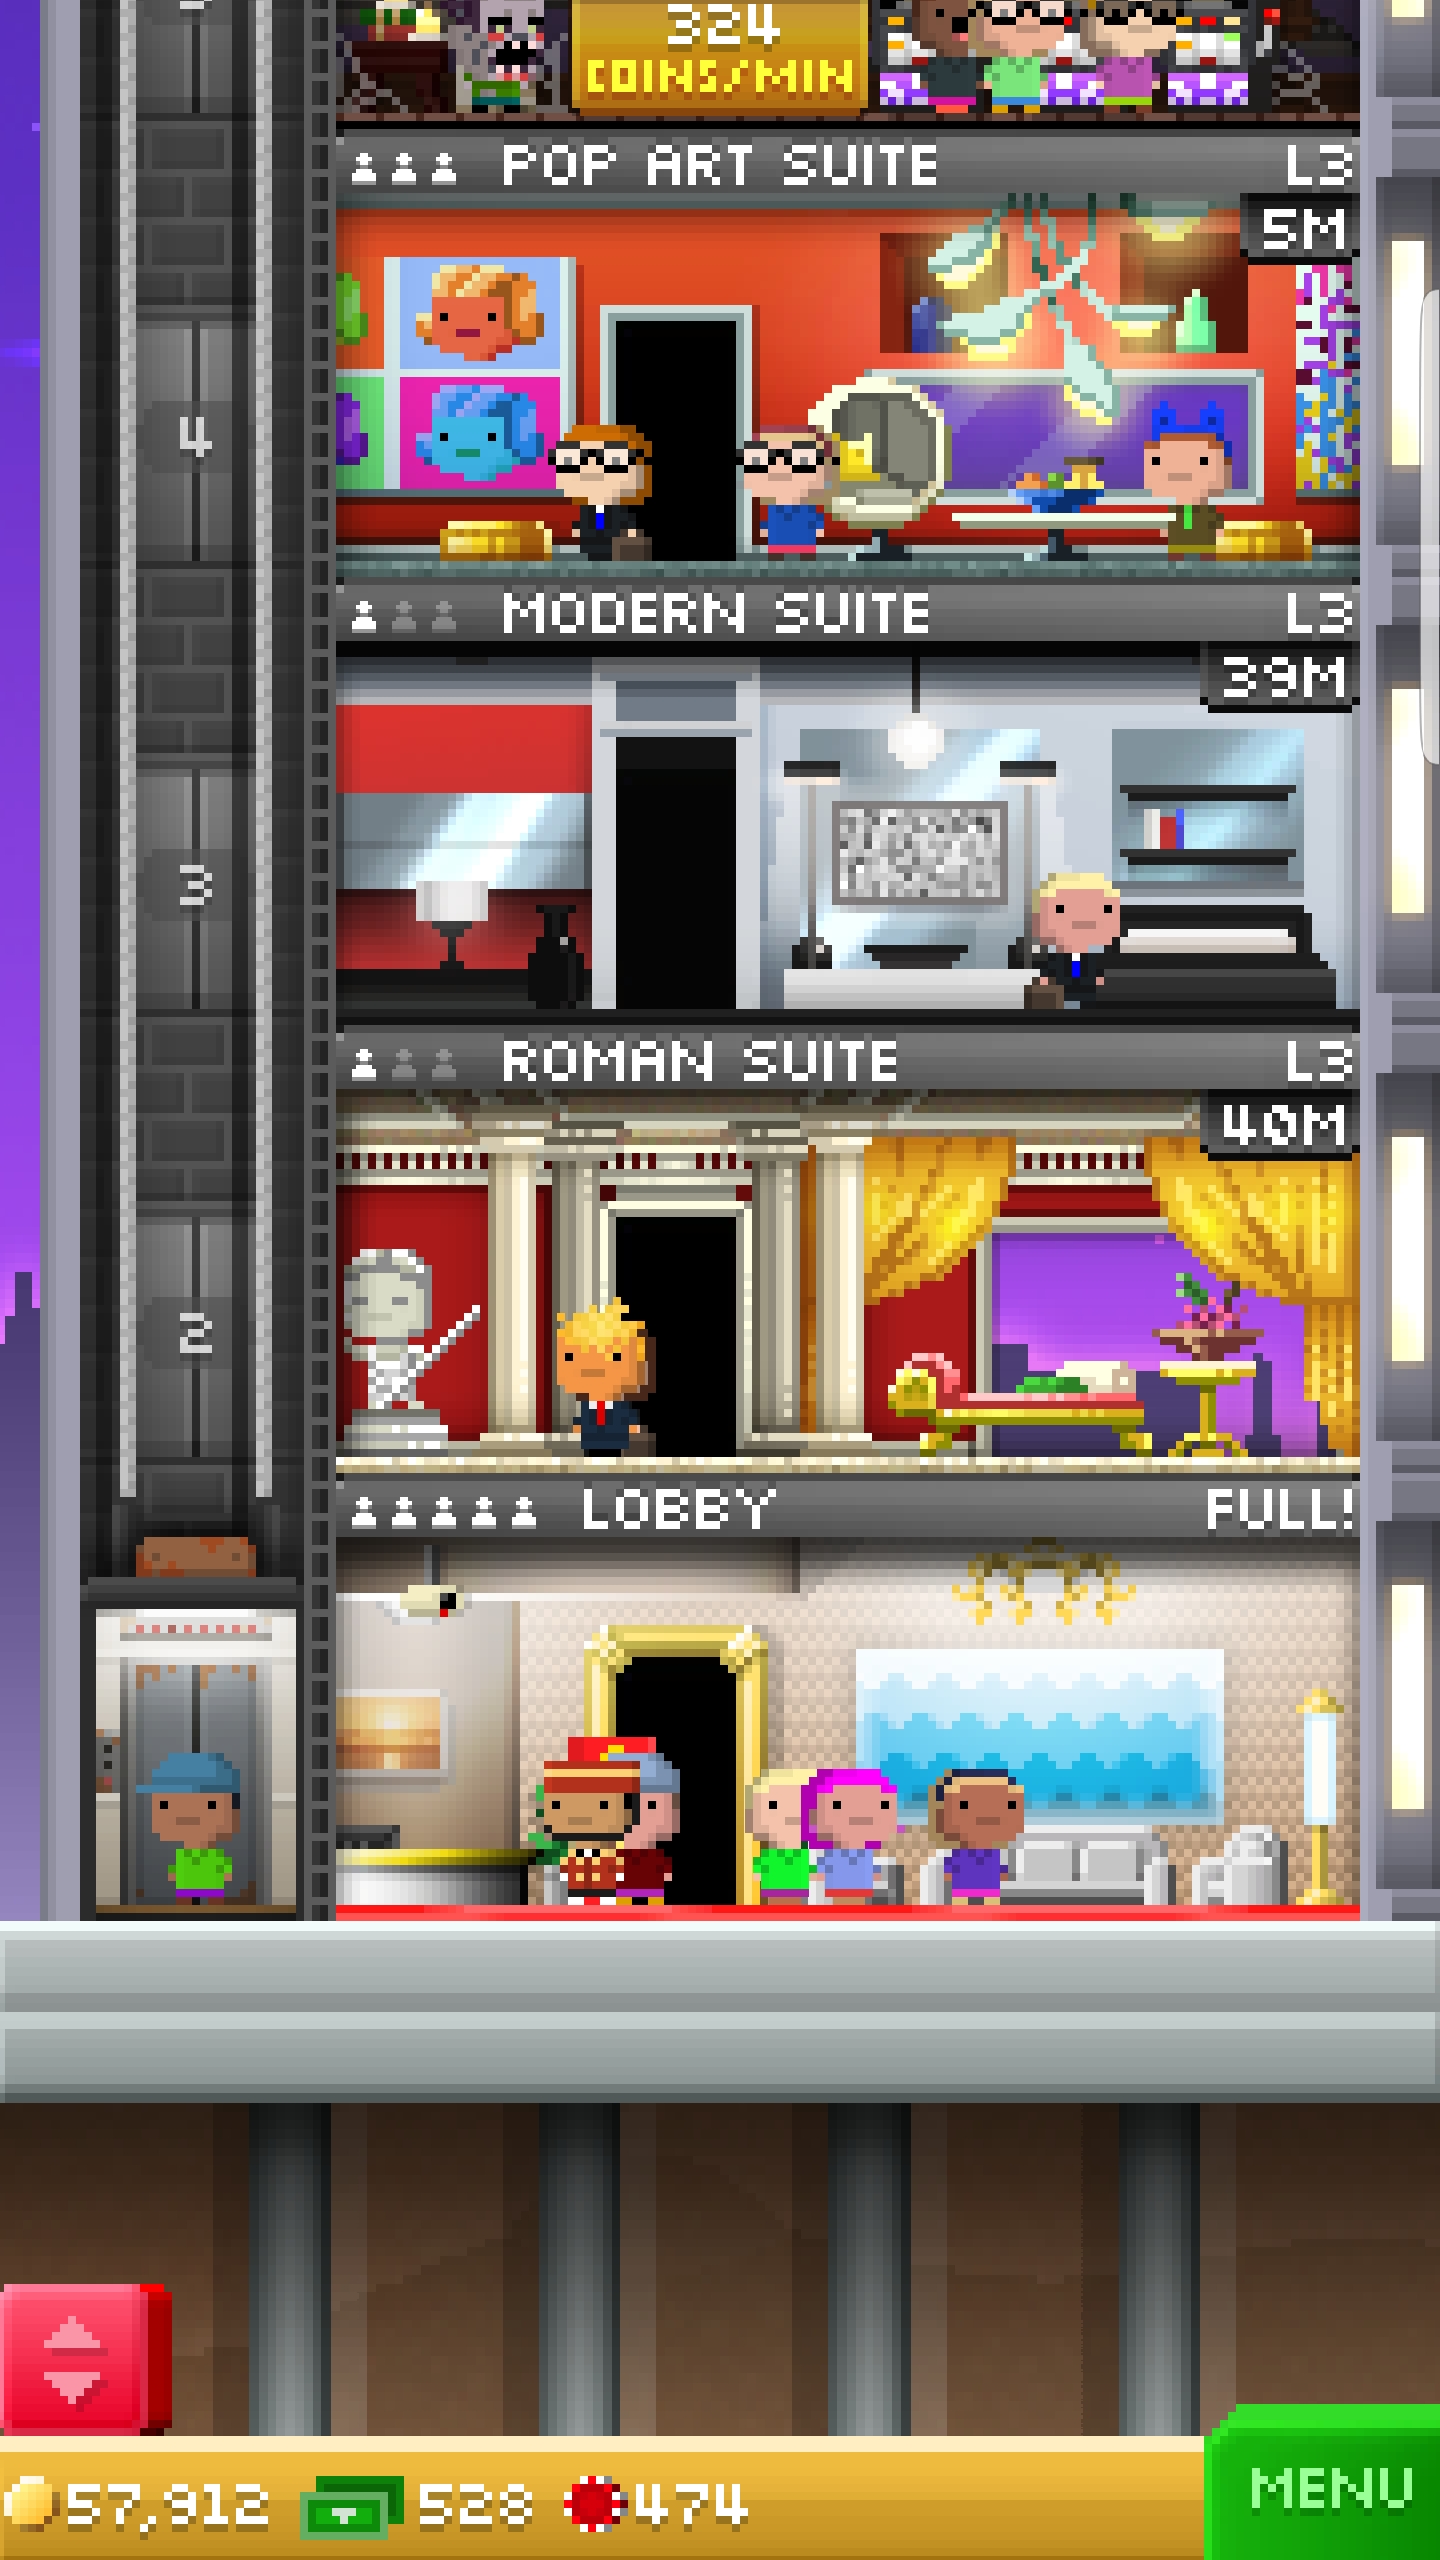 324
COINS/MIN
POP ART SUITE L3
5M
4
MODERN SUITE L3
39M
3
ROMAN SUITE L3
40M
2
LOBBY FULL!
MENU
57,912 528 474